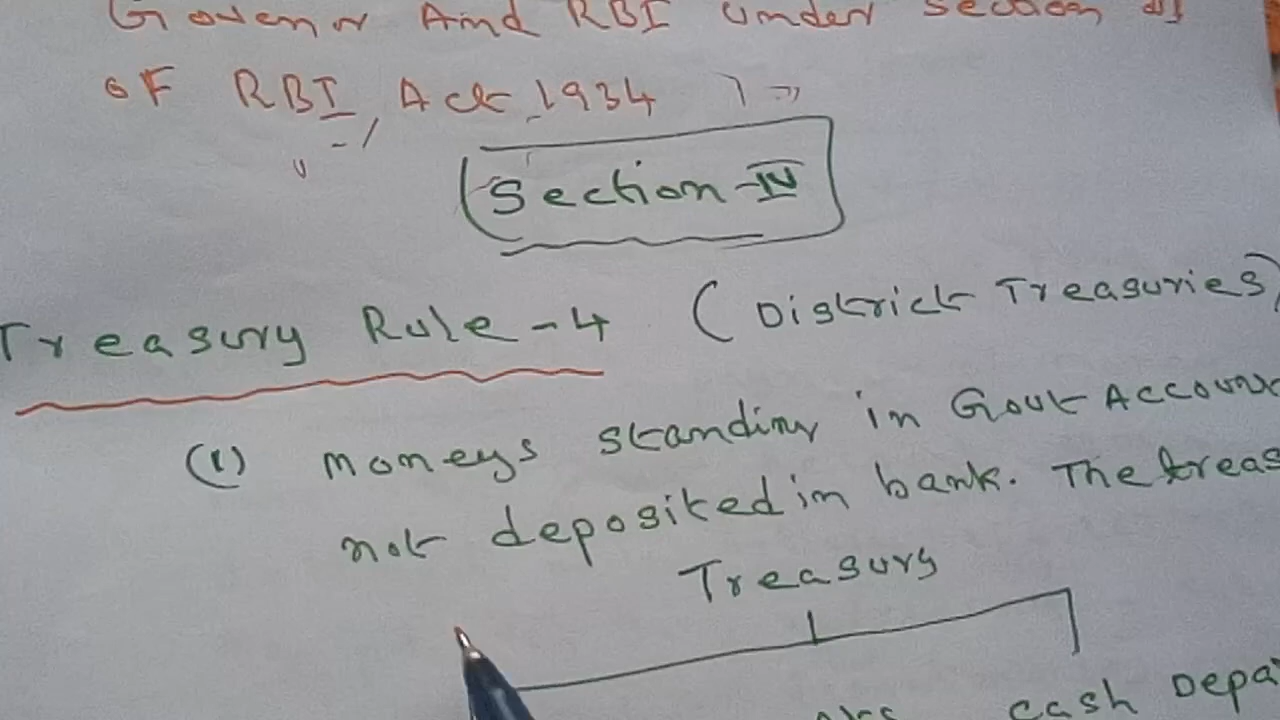 Governor And RBI Under Section 21
of RBI, Act, 1934
Section-IV
Treasury Rule-4 (District Treasuries)
(1) moneys standing in Govt Account
not deposited in bank. The treas
Treasury
cash Depa